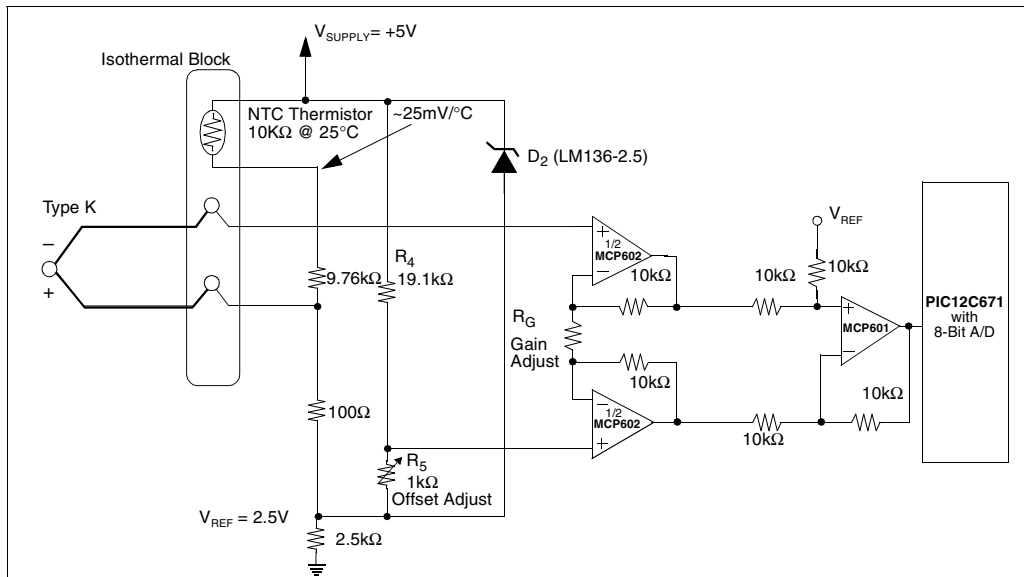 V_SUPPLY = +5V
Isothermal Block
NTC Thermistor
10KΩ @ 25°C
~25mV/°C
D₂ (LM136-2.5)
Type K
–
+
9.76kΩ
R₄
19.1kΩ
100Ω
R₅
1kΩ
Offset Adjust
V_REF = 2.5V
2.5kΩ
+
1/2
MCP602
–
10kΩ
R_G
Gain
Adjust
10kΩ
–
1/2
MCP602
+
10kΩ
V_REF
10kΩ
+
MCP601
–
10kΩ
10kΩ
PIC12C671
with
8-Bit A/D